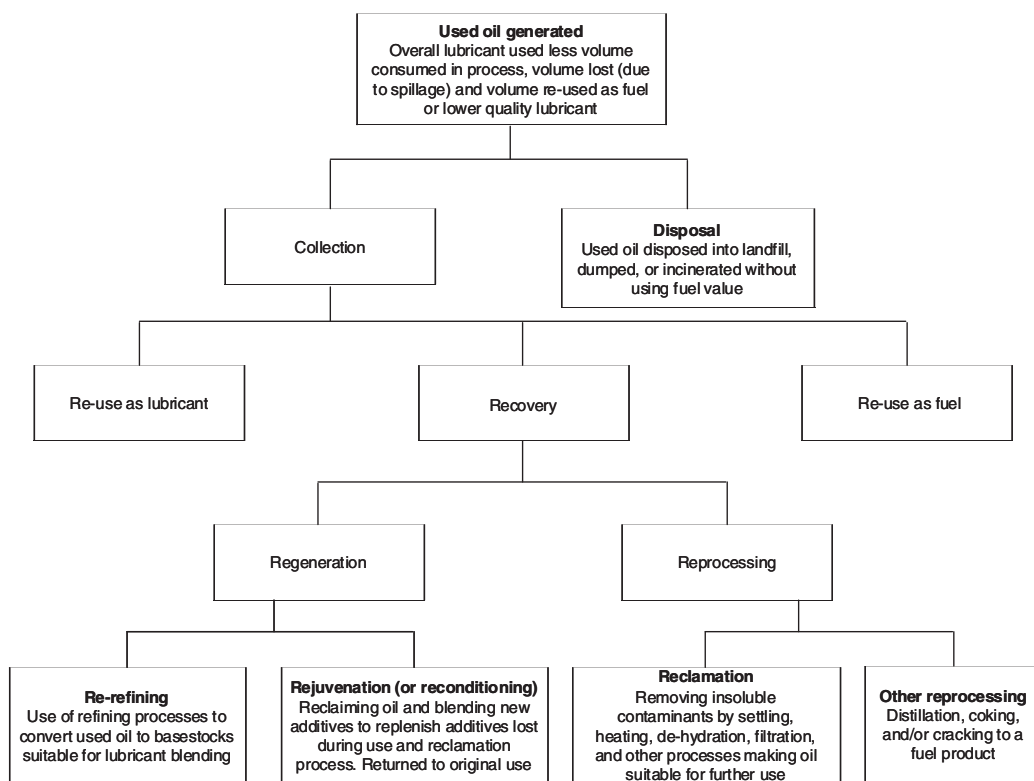 Used oil generated
Overall lubricant used less volume
consumed in process, volume lost (due
to spillage) and volume re-used as fuel
or lower quality lubricant
Collection
Disposal
Used oil disposed into landfill,
dumped, or incinerated without
using fuel value
Re-use as lubricant
Recovery
Re-use as fuel
Regeneration
Reprocessing
Re-refining
Use of refining processes to
convert used oil to basestocks
suitable for lubricant blending
Rejuvenation (or reconditioning)
Reclaiming oil and blending new
additives to replenish additives lost
during use and reclamation
process. Returned to original use
Reclamation
Removing insoluble
contaminants by settling,
heating, de-hydration, filtration,
and other processes making oil
suitable for further use
Other reprocessing
Distillation, coking,
and/or cracking to a
fuel product